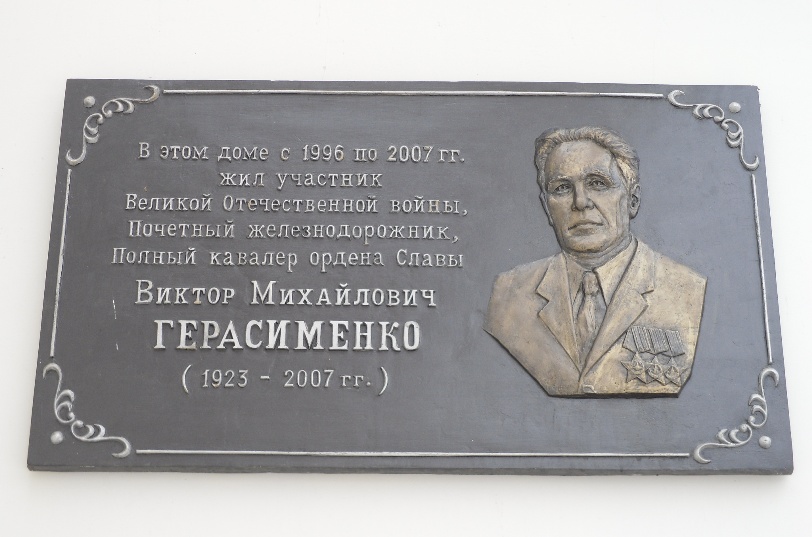 В этом доме с 1996 по 2007 гг.
жил участник
Великой Отечественной войны,
Почетный железнодорожник,
Полный кавалер ордена Славы
Виктор Михайлович
ГЕРАСИМЕНКО
(1923 - 2007 гг.)